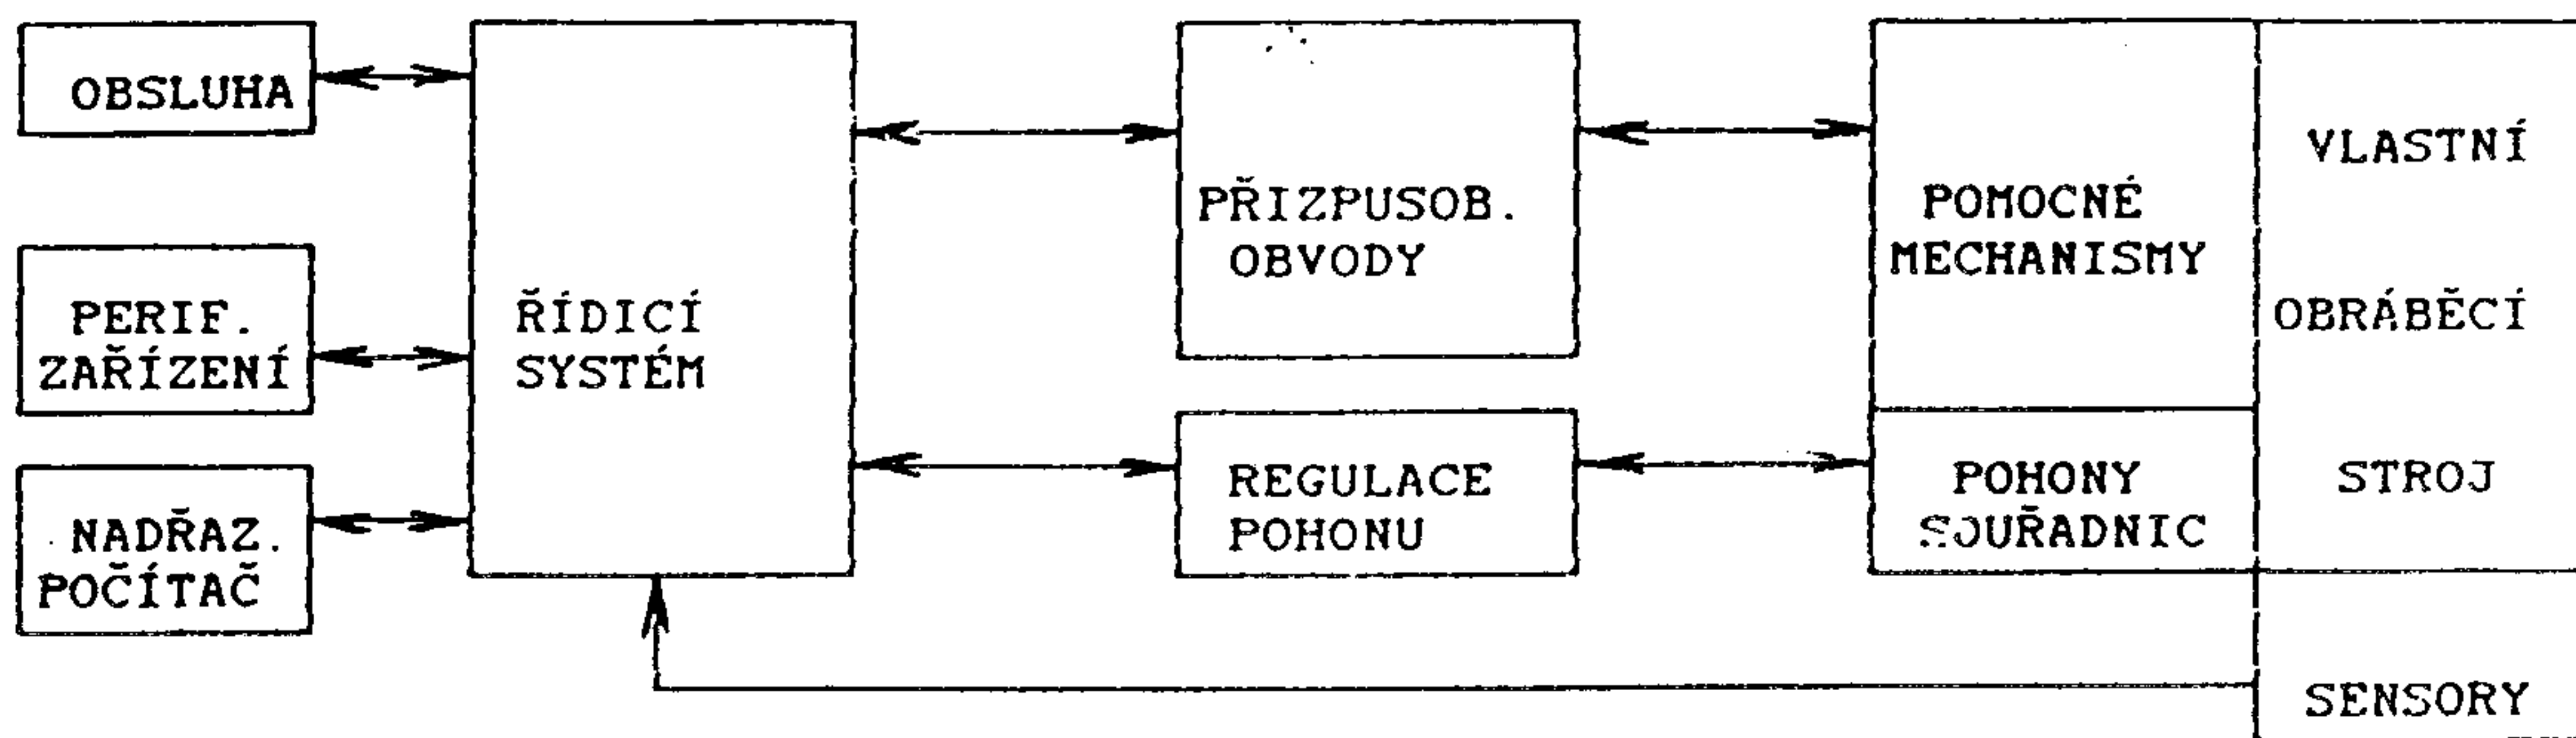 OBSLUHA
PERIF.
ZAŘÍZENÍ
NADŘAZ.
POČÍTAČ
ŘÍDICÍ
SYSTÉM
PŘIZPUSOB.
OBVODY
REGULACE
POHONU
POMOCNÉ
MECHANISMY
POHONY
SOUŘADNIC
VLASTNÍ
OBRÁBĚCÍ
STROJ
SENSORY